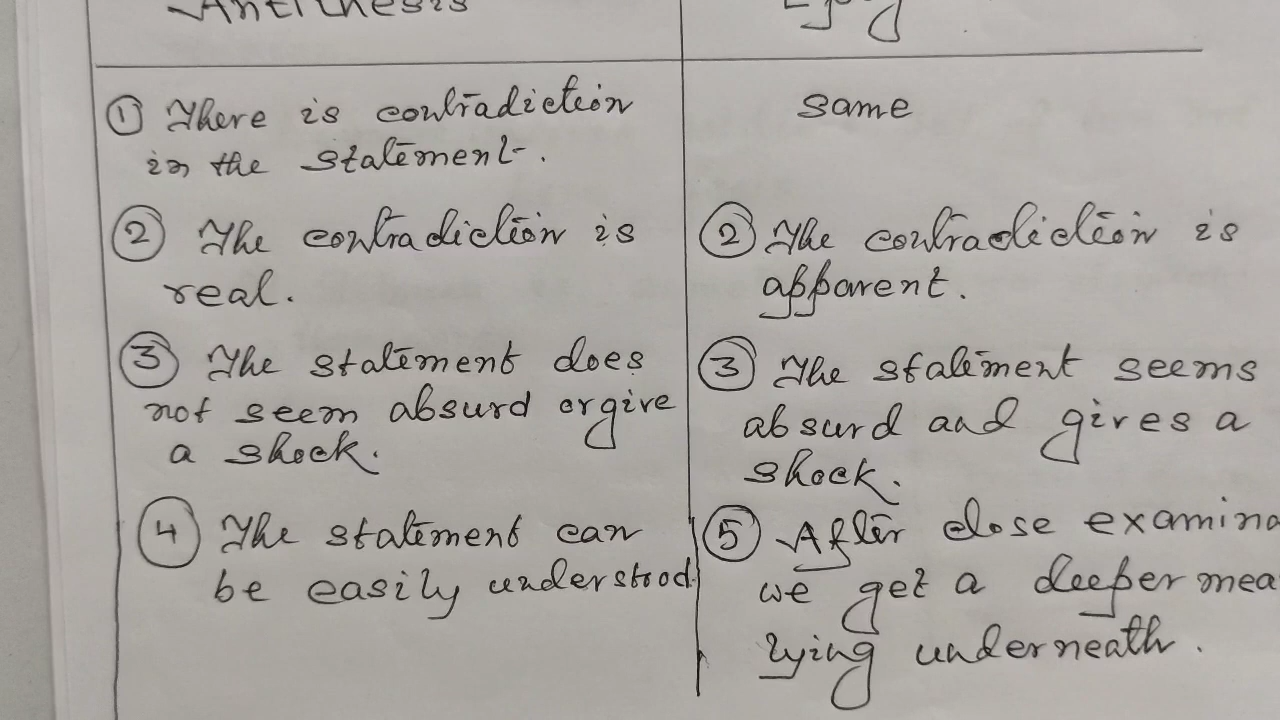 Antithesis
① There is contradiction
in the statement.
② The contradiction is
real.
③ The statement does
not seem absurd or give
a shock.
④ The statement can
be easily understood
same
② The contradiction is
apparent.
③ The statement seems
absurd and gives a
shock.
⑤ After close examina
we get a deeper mea
lying underneath.